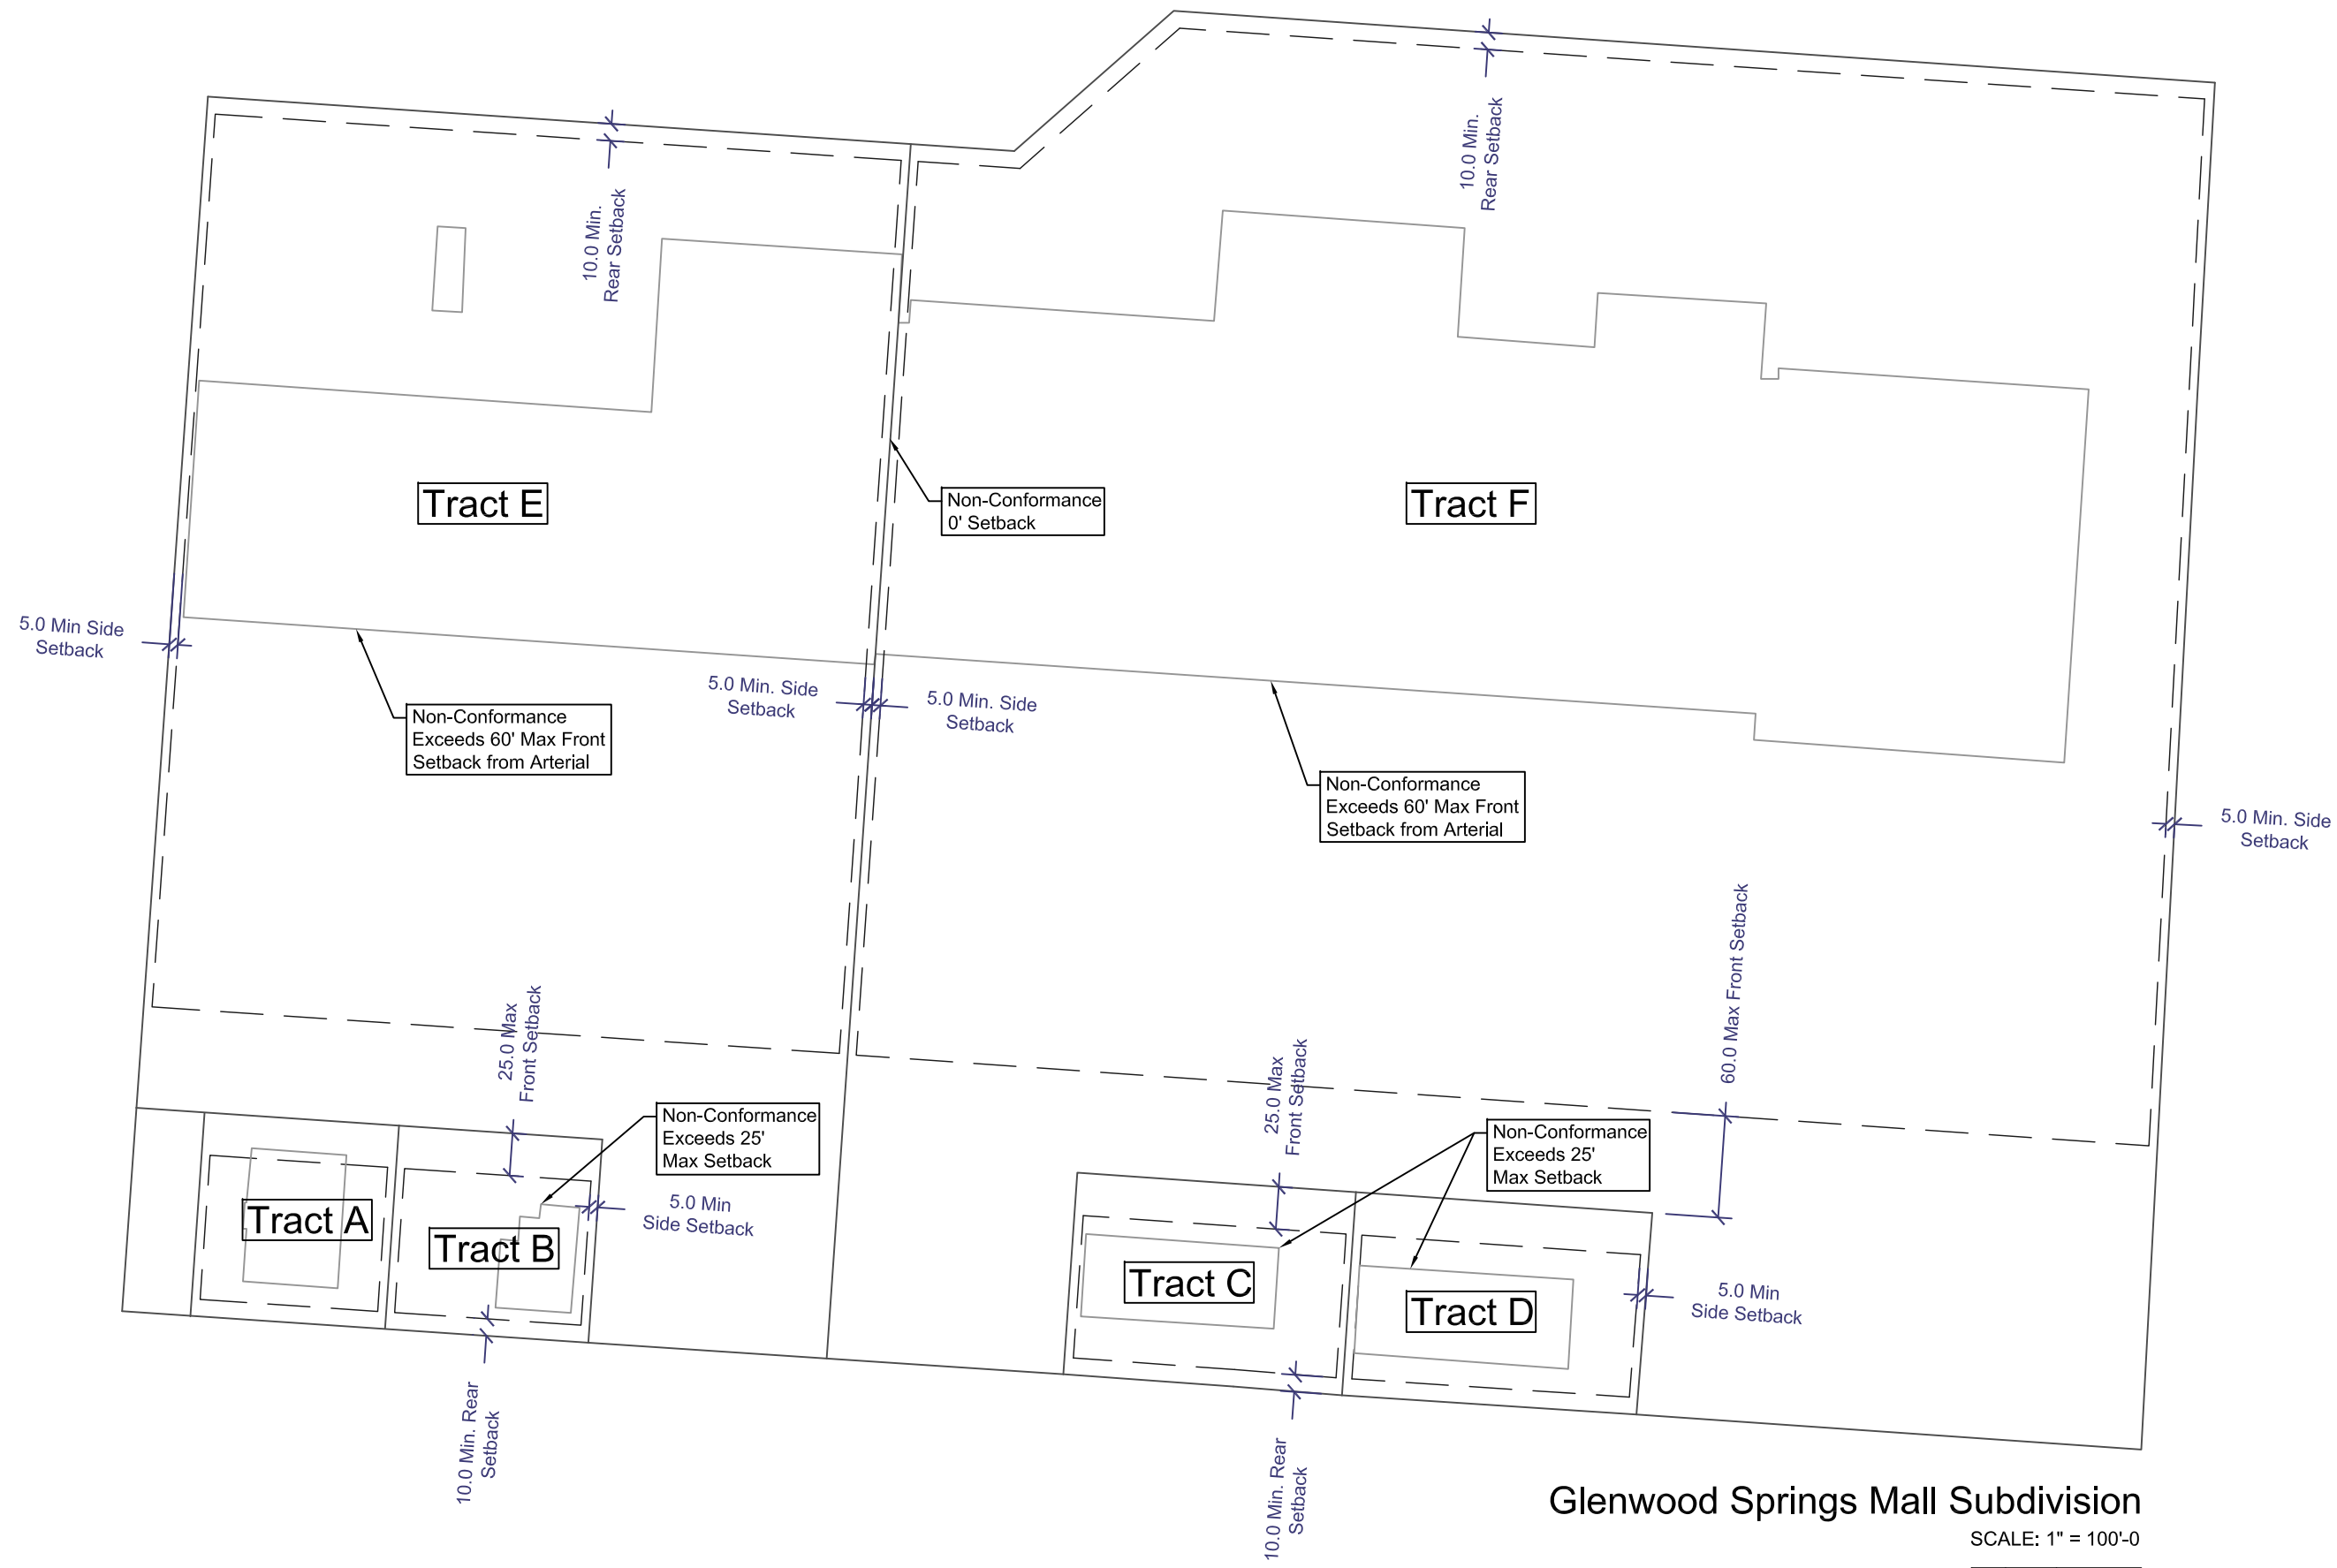 10.0 Min.
Rear Setback
10.0 Min.
Rear Setback
Tract E
Non-Conformance
0' Setback
Tract F
5.0 Min Side
Setback
5.0 Min. Side
Setback
5.0 Min. Side
Setback
Non-Conformance
Exceeds 60' Max Front
Setback from Arterial
Non-Conformance
Exceeds 60' Max Front
Setback from Arterial
5.0 Min. Side
Setback
60.0 Max Front Setback
25.0 Max
Front Setback
25.0 Max
Front Setback
Non-Conformance
Exceeds 25'
Max Setback
Non-Conformance
Exceeds 25'
Max Setback
5.0 Min
Side Setback
Tract A
Tract B
Tract C
Tract D
5.0 Min
Side Setback
10.0 Min. Rear
Setback
10.0 Min. Rear
Setback
Glenwood Springs Mall Subdivision
SCALE: 1" = 100'-0